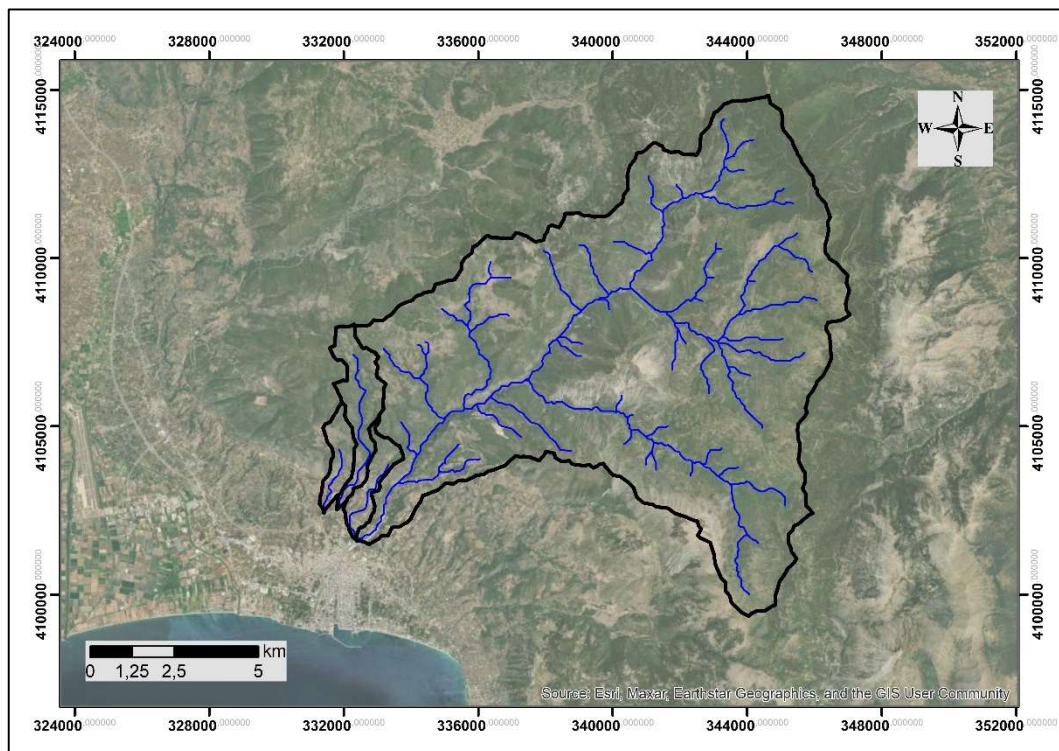 324000,000000 328000,000000 332000,000000 336000,000000 340000,000000 344000,000000 348000,000000 352000,000000
4115000,000000
4115000,000000
N
W E
S
4110000,000000
4110000,000000
4105000,000000
4105000,000000
4100000,000000
4100000,000000
km
0 1,25 2,5 5
Source: Esri, Maxar, Earthstar Geographics, and the GIS User Community
324000,000000 328000,000000 332000,000000 336000,000000 340000,000000 344000,000000 348000,000000 352000,000000